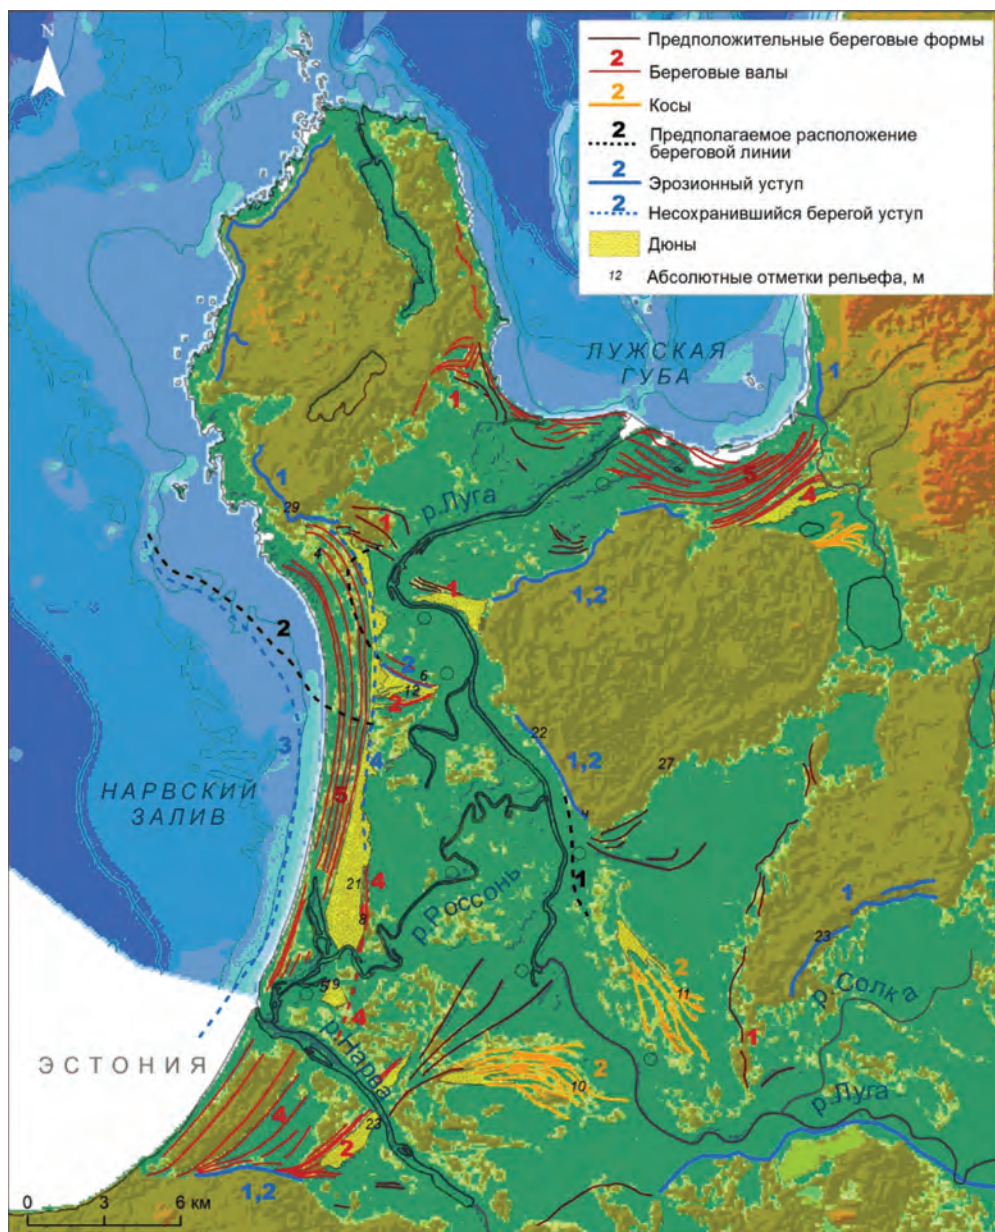 N
Предположительные береговые формы
2
Береговые валы
2
Косы
2
Предполагаемое расположение
береговой линии
2
Эрозионный уступ
2
Несохранившийся берегой уступ
Дюны
12
Абсолютные отметки рельефа, м
ЛУЖСКАЯ
ГУБА
1
1
1
5
4
2
р.Луга
29
1
4
4
1,2
2
2
6
12
2
22
3
4
1,2
27
НАРВСКИЙ
ЗАЛИВ
5
21
4
8
1
р.Россонь
1
23
2
11
р.Солка
5
9
4
1
ЭСТОНИЯ
р.Нарва
2
10
р.Луга
4
23
2
1,2
0
3
6 км